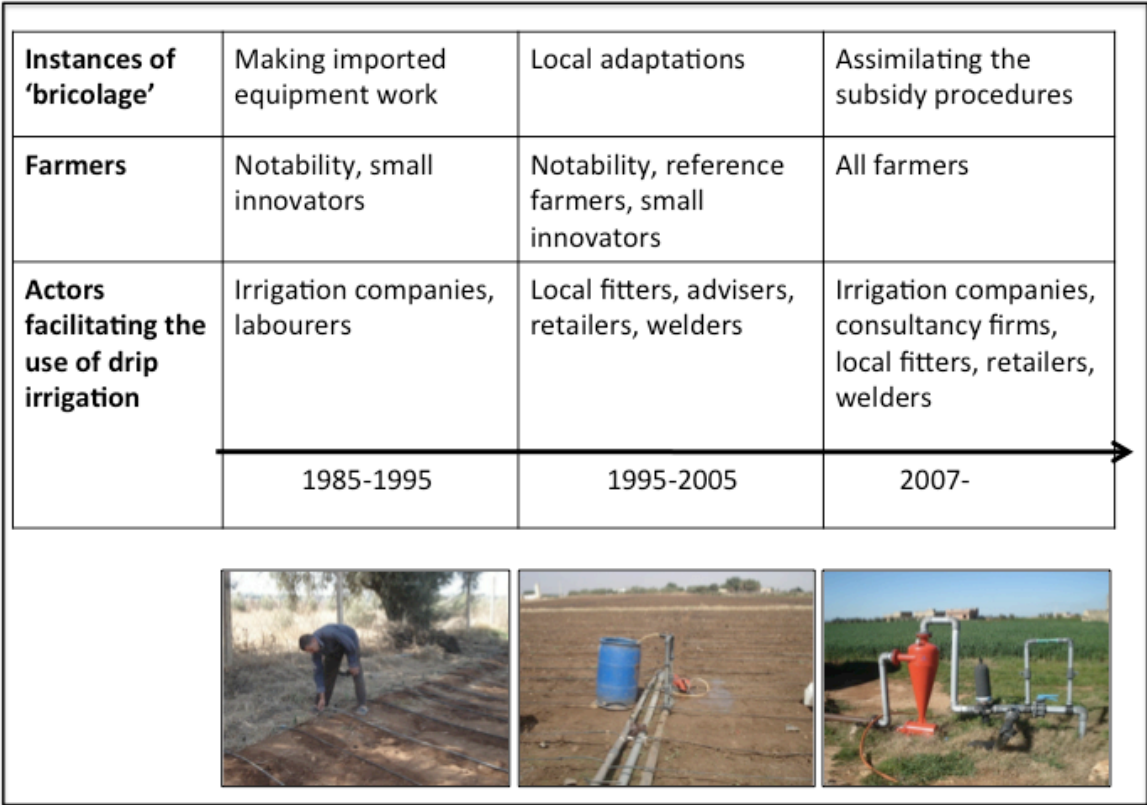 Instances of
'bricolage'
Making imported
equipment work
Local adaptations
Assimilating the
subsidy procedures
Farmers
Notability, small
innovators
Notability, reference
farmers, small
innovators
All farmers
Actors
facilitating the
use of drip
irrigation
Irrigation companies,
labourers
Local fitters, advisers,
retailers, welders
Irrigation companies,
consultancy firms,
local fitters, retailers,
welders
1985-1995
1995-2005
2007-